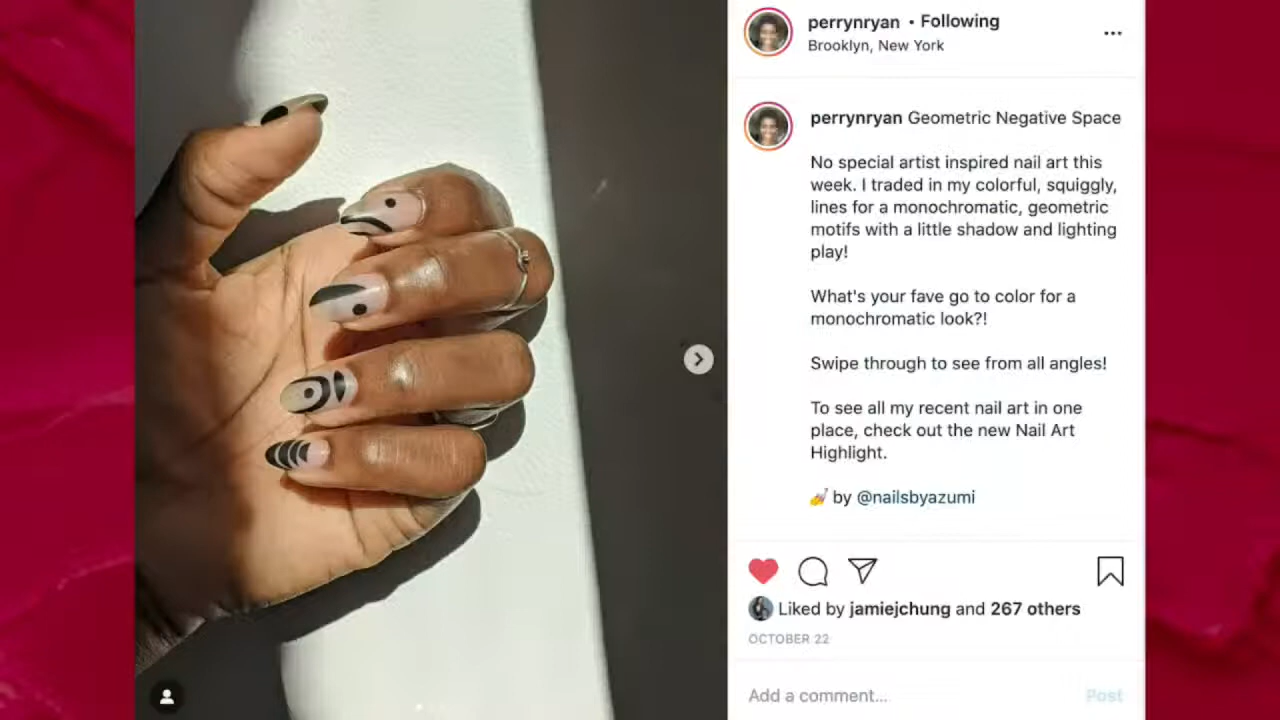 perrynryan • Following
Brooklyn, New York
perrynryan Geometric Negative Space
No special artist inspired nail art this
week. I traded in my colorful, squiggly,
lines for a monochromatic, geometric
motifs with a little shadow and lighting
play!
What's your fave go to color for a
monochromatic look?!
Swipe through to see from all angles!
To see all my recent nail art in one
place, check out the new Nail Art
Highlight.
💅 by @nailsbyazumi
Liked by jamiejchung and 267 others
OCTOBER 22
Add a comment... Post